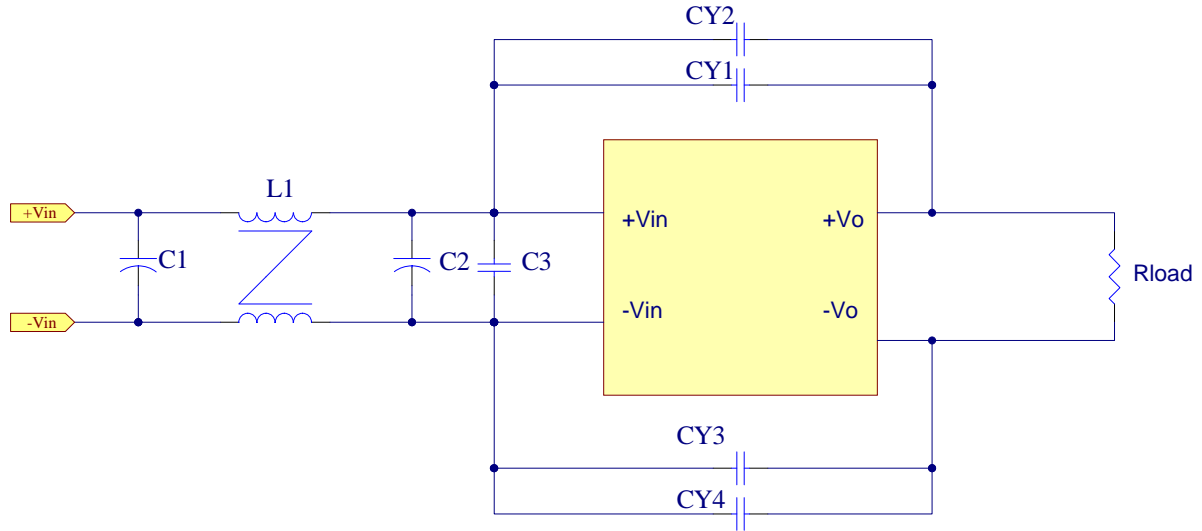 CY2
CY1
L1
+Vin
+Vin
+Vo
C1
C2
C3
Rload
-Vin
-Vin
-Vo
CY3
CY4